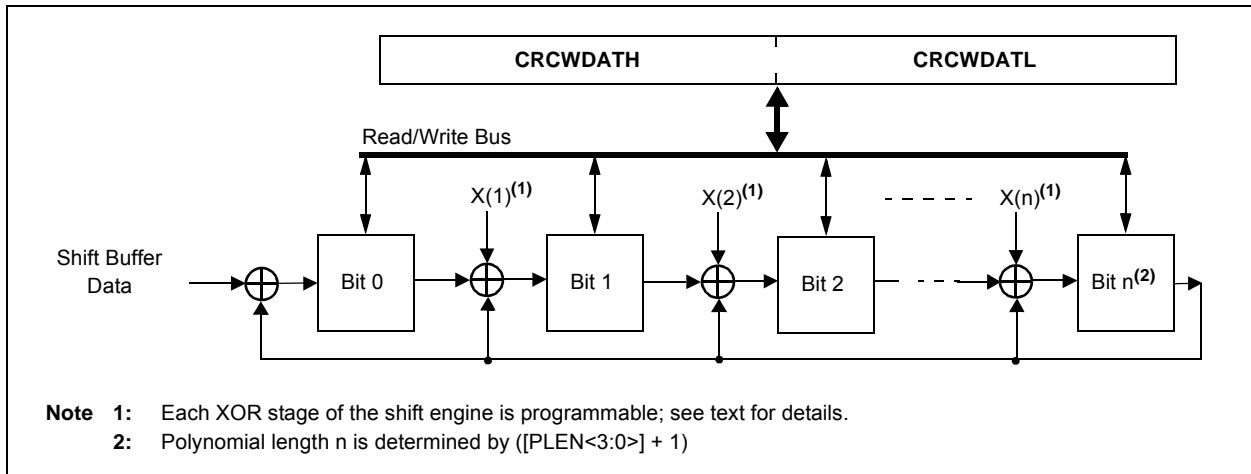 CRCWDATH CRCWDATL
Read/Write Bus
X(1)(1) X(2)(1) X(n)(1)
Shift Buffer
Data
Bit 0 Bit 1 Bit 2 Bit n(2)
Note 1: Each XOR stage of the shift engine is programmable; see text for details.
2: Polynomial length n is determined by ([PLEN<3:0>] + 1)